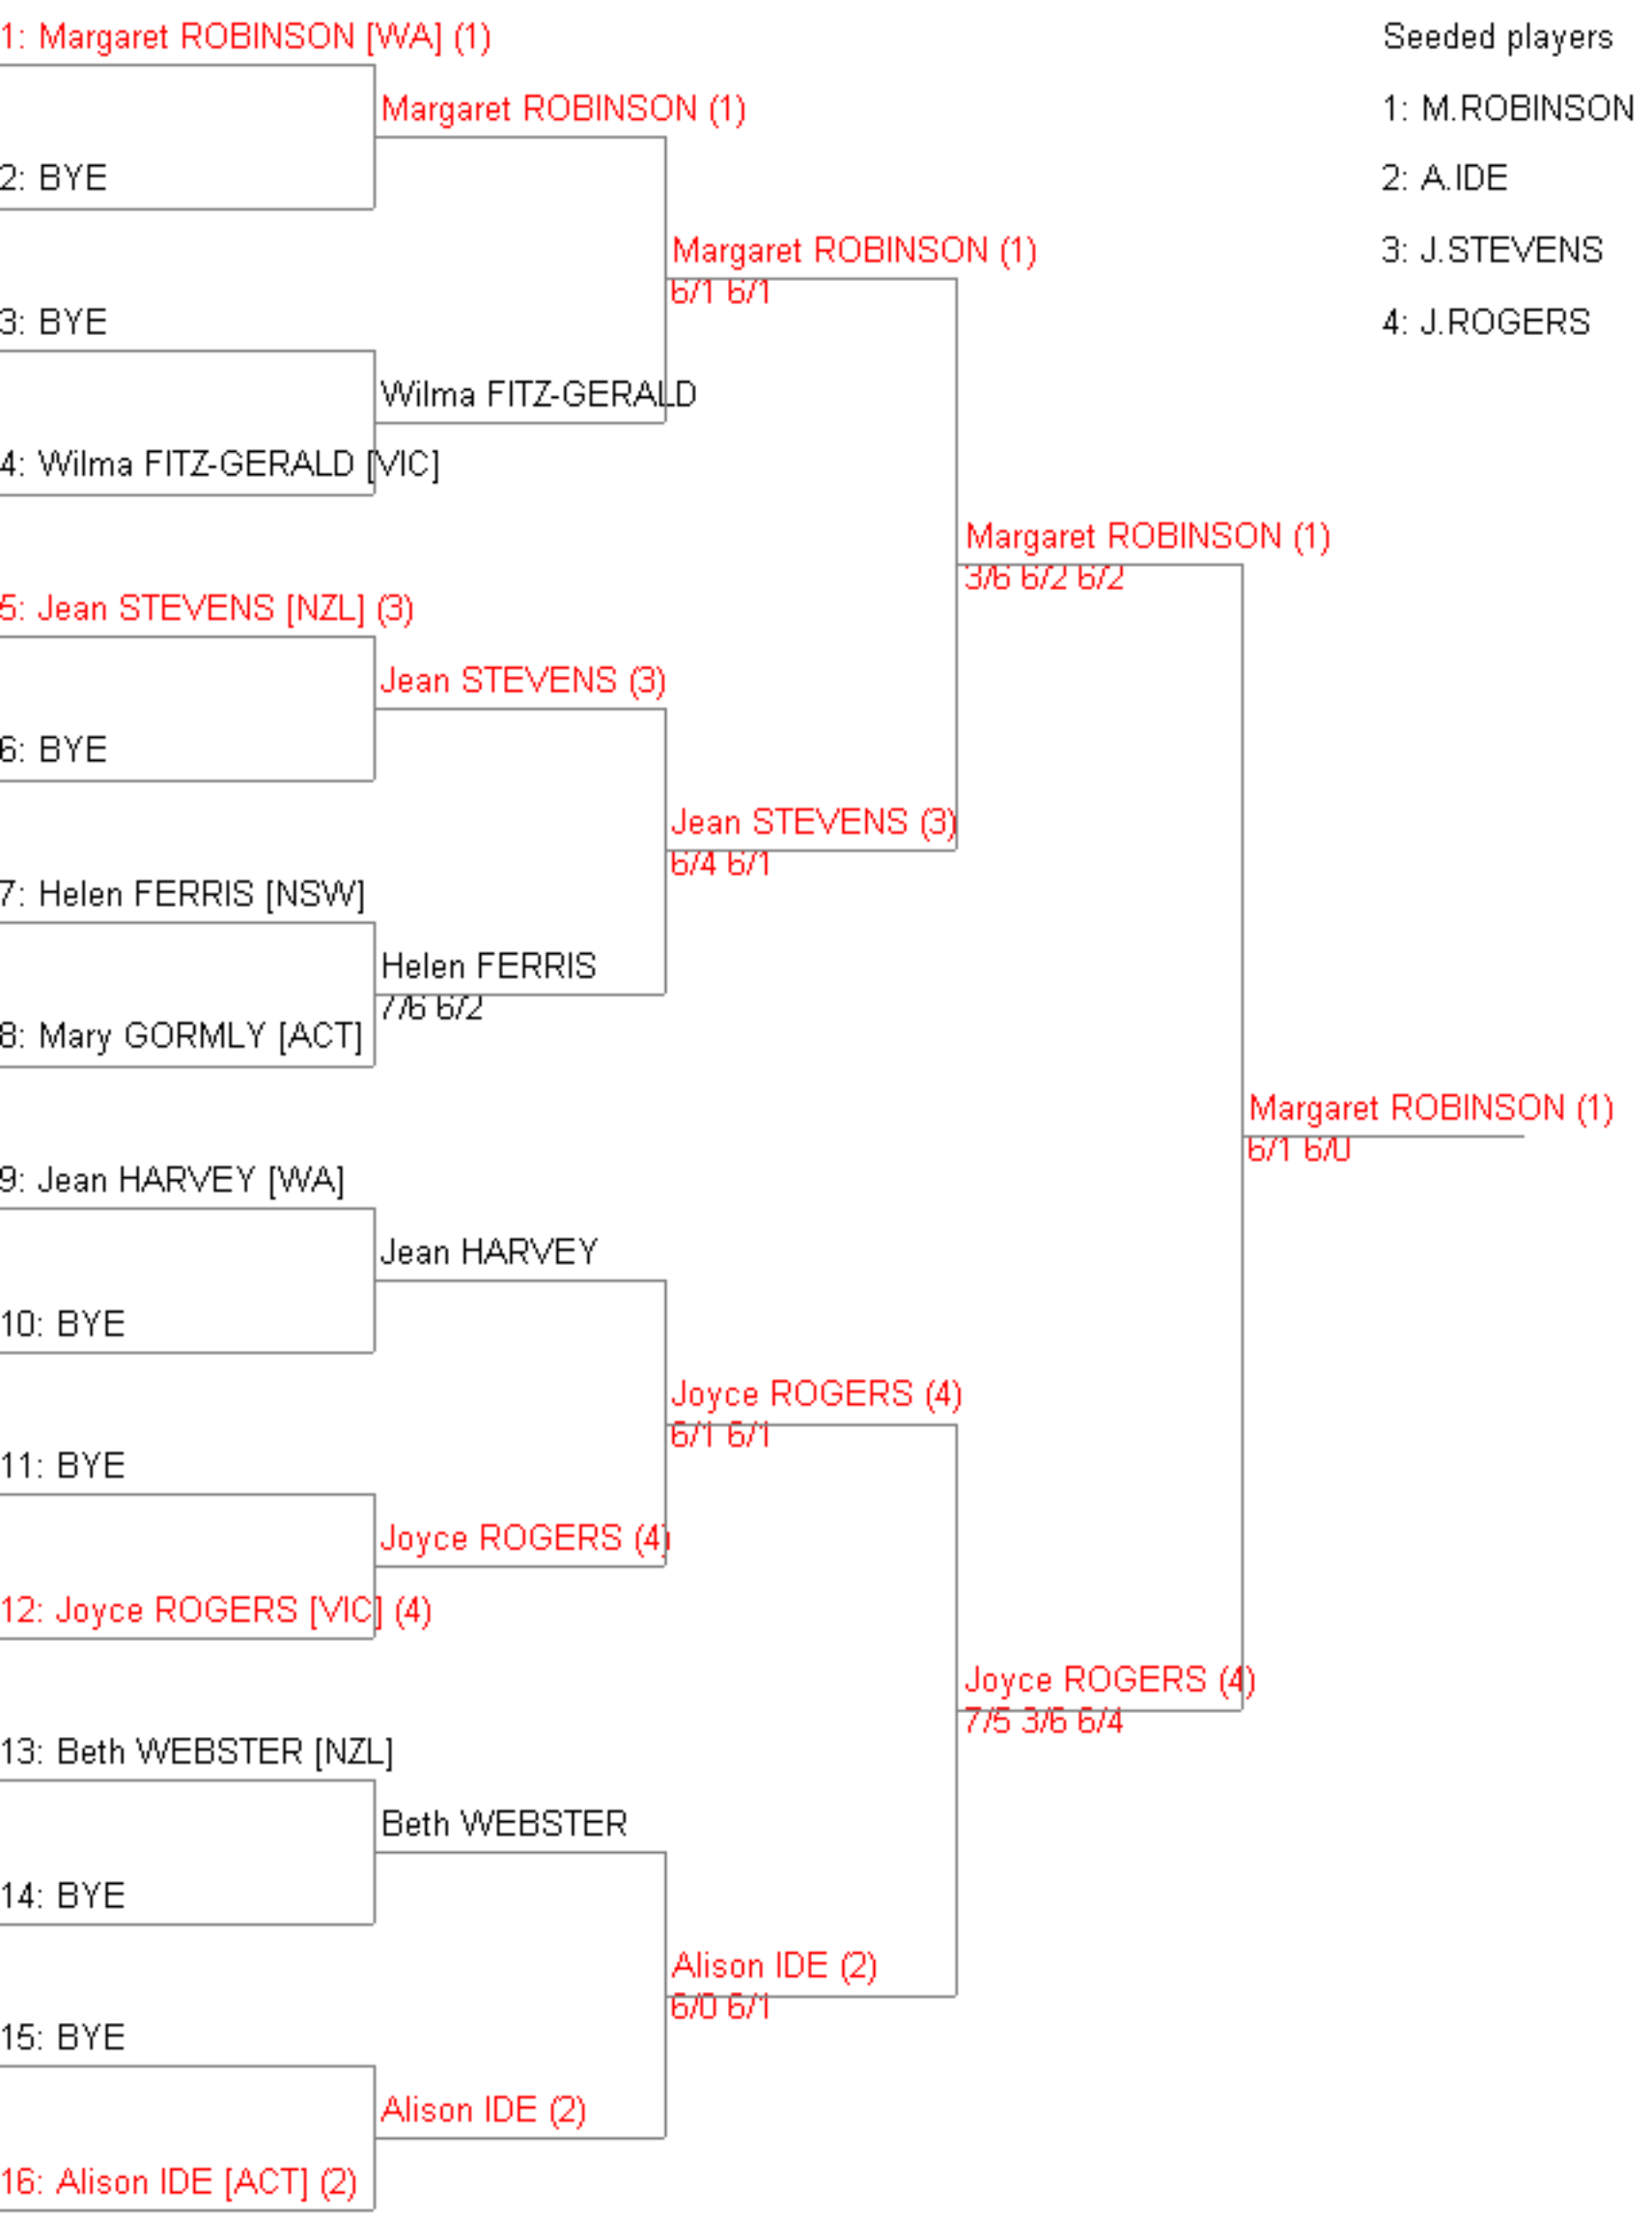 1: Margaret ROBINSON [WA] (1)
Seeded players
Margaret ROBINSON (1)
1: M.ROBINSON
2: BYE
2: A.IDE
Margaret ROBINSON (1)
3: J.STEVENS
6/1 6/1
3: BYE
4: J.ROGERS
Wilma FITZ-GERALD
4: Wilma FITZ-GERALD [VIC]
Margaret ROBINSON (1)
3/6 6/2 6/2
5: Jean STEVENS [NZL] (3)
Jean STEVENS (3)
6: BYE
Jean STEVENS (3)
6/4 6/1
7: Helen FERRIS [NSW]
Helen FERRIS
7/6 6/2
8: Mary GORMLY [ACT]
Margaret ROBINSON (1)
6/1 6/0
9: Jean HARVEY [WA]
Jean HARVEY
10: BYE
Joyce ROGERS (4)
6/1 6/1
11: BYE
Joyce ROGERS (4)
12: Joyce ROGERS [VIC] (4)
Joyce ROGERS (4)
7/5 3/6 6/4
13: Beth WEBSTER [NZL]
Beth WEBSTER
14: BYE
Alison IDE (2)
6/0 6/1
15: BYE
Alison IDE (2)
16: Alison IDE [ACT] (2)